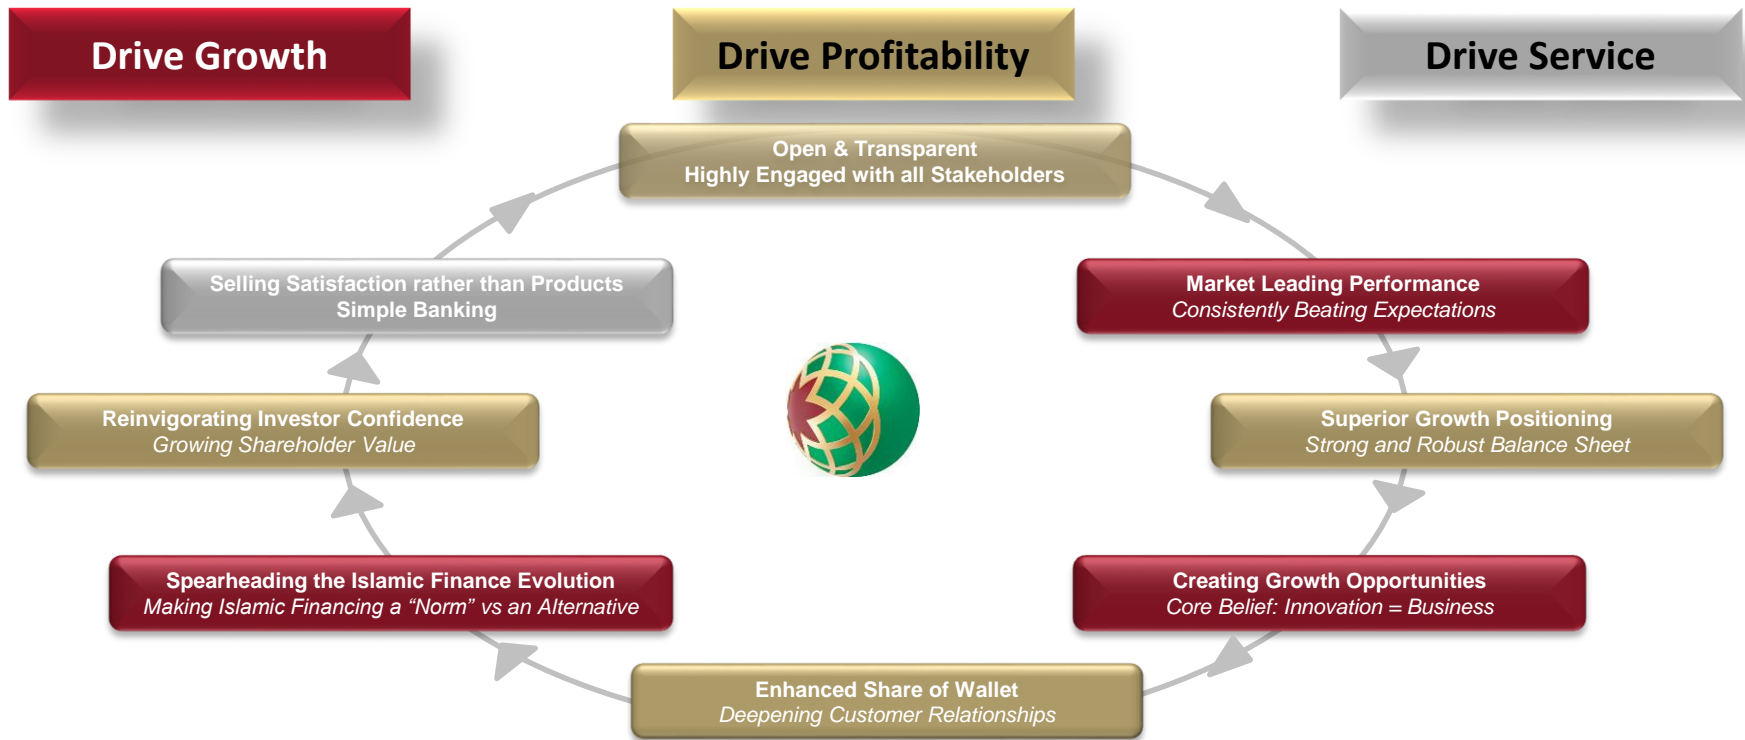 Drive Growth
Drive Profitability
Drive Service
Open & Transparent
Highly Engaged with all Stakeholders
Selling Satisfaction rather than Products
Simple Banking
Market Leading Performance
Consistently Beating Expectations
Reinvigorating Investor Confidence
Growing Shareholder Value
Superior Growth Positioning
Strong and Robust Balance Sheet
Spearheading the Islamic Finance Evolution
Making Islamic Financing a “Norm” vs an Alternative
Creating Growth Opportunities
Core Belief: Innovation = Business
Enhanced Share of Wallet
Deepening Customer Relationships